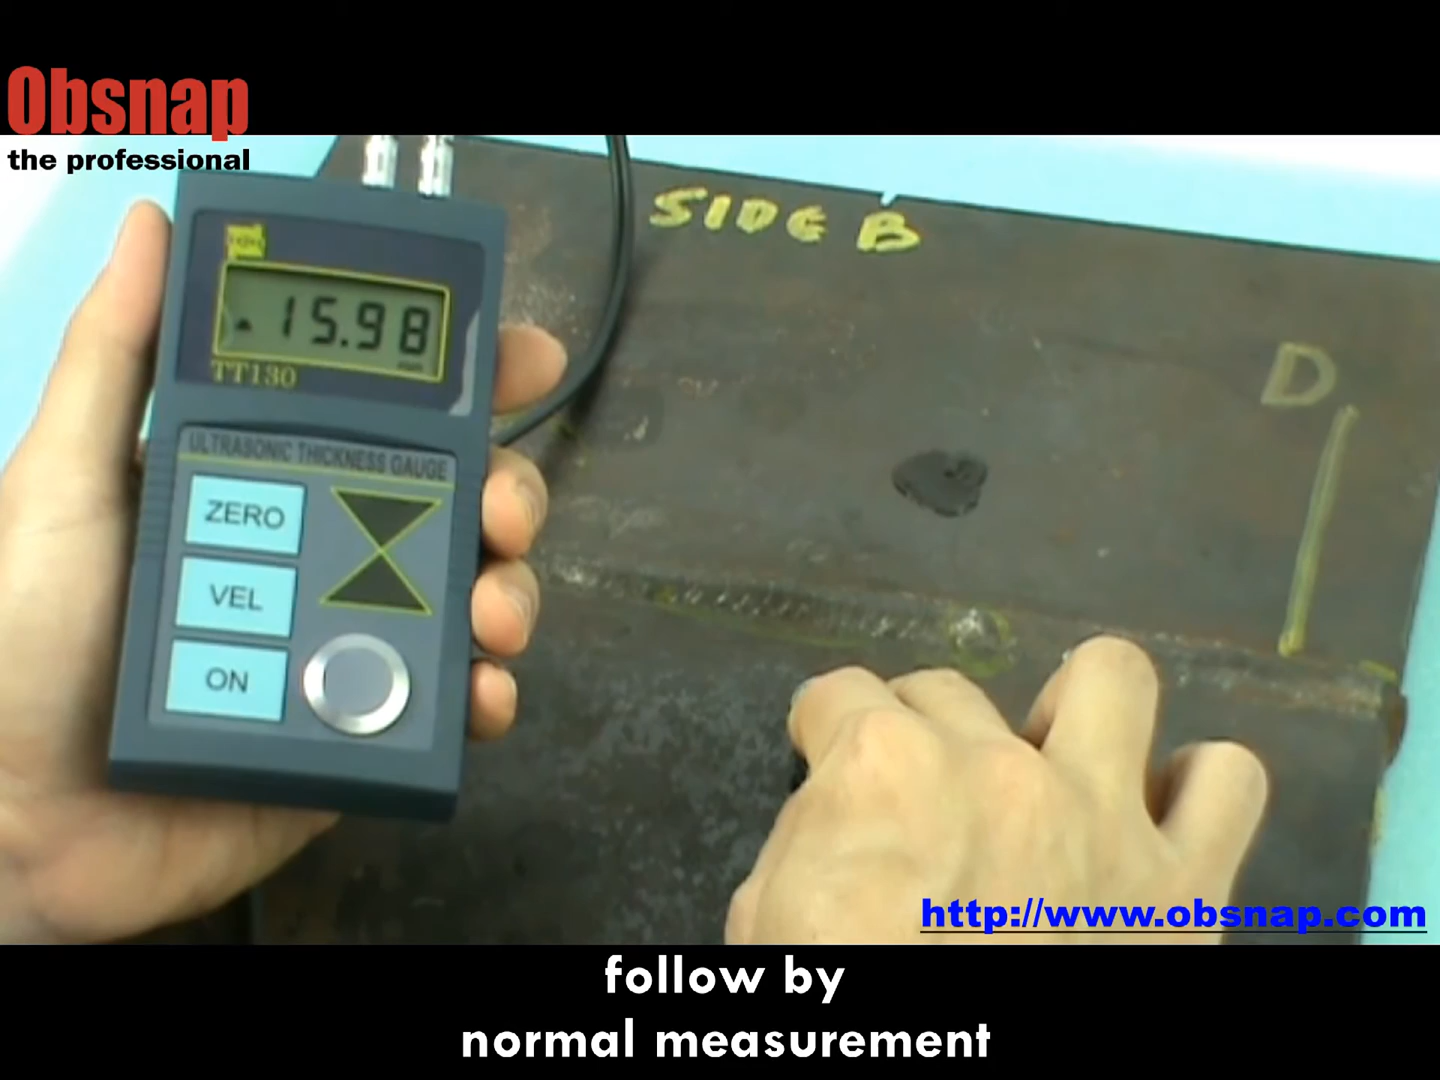 Obsnap
the professional
SIDE B
15.98
mm
TT130
D
ULTRASONIC THICKNESS GAUGE
ZERO
VEL
ON
http://www.obsnap.com
follow by
normal measurement